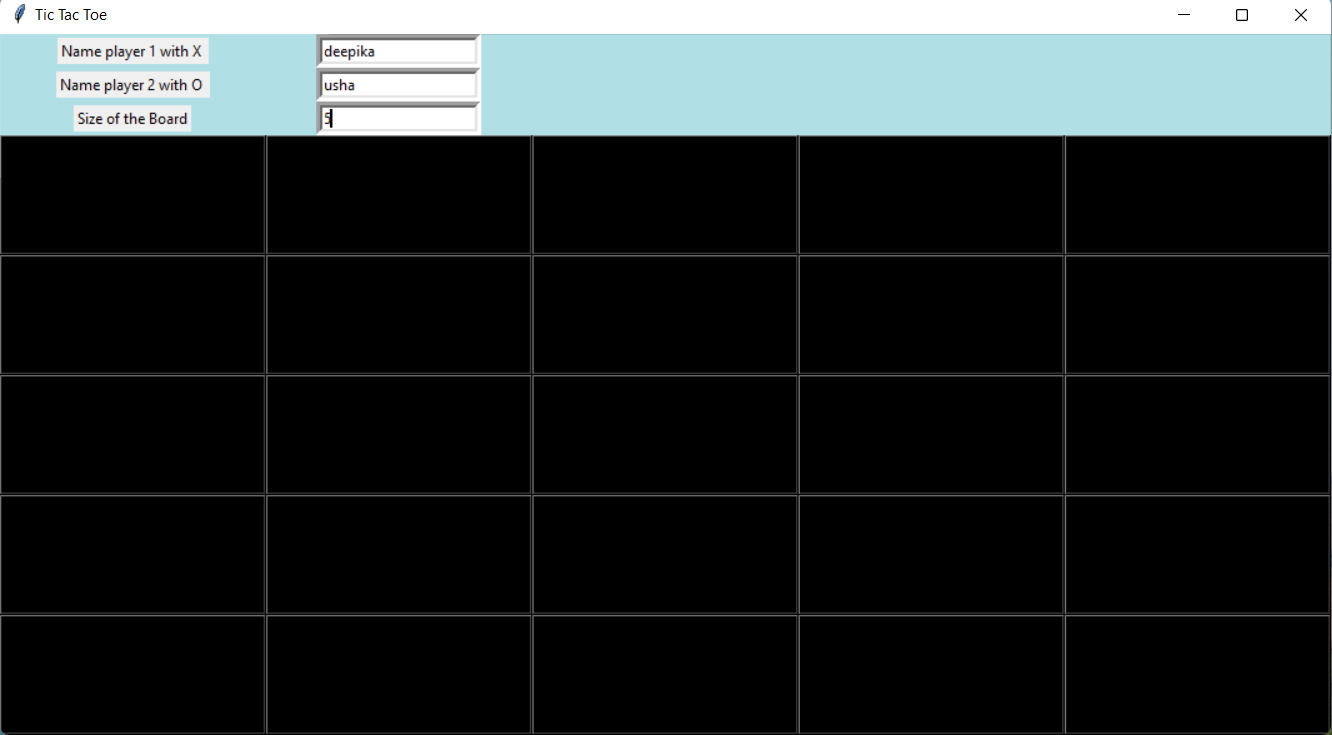 Tic Tac Toe
Name player 1 with X deepika
Name player 2 with O usha
Size of the Board 5